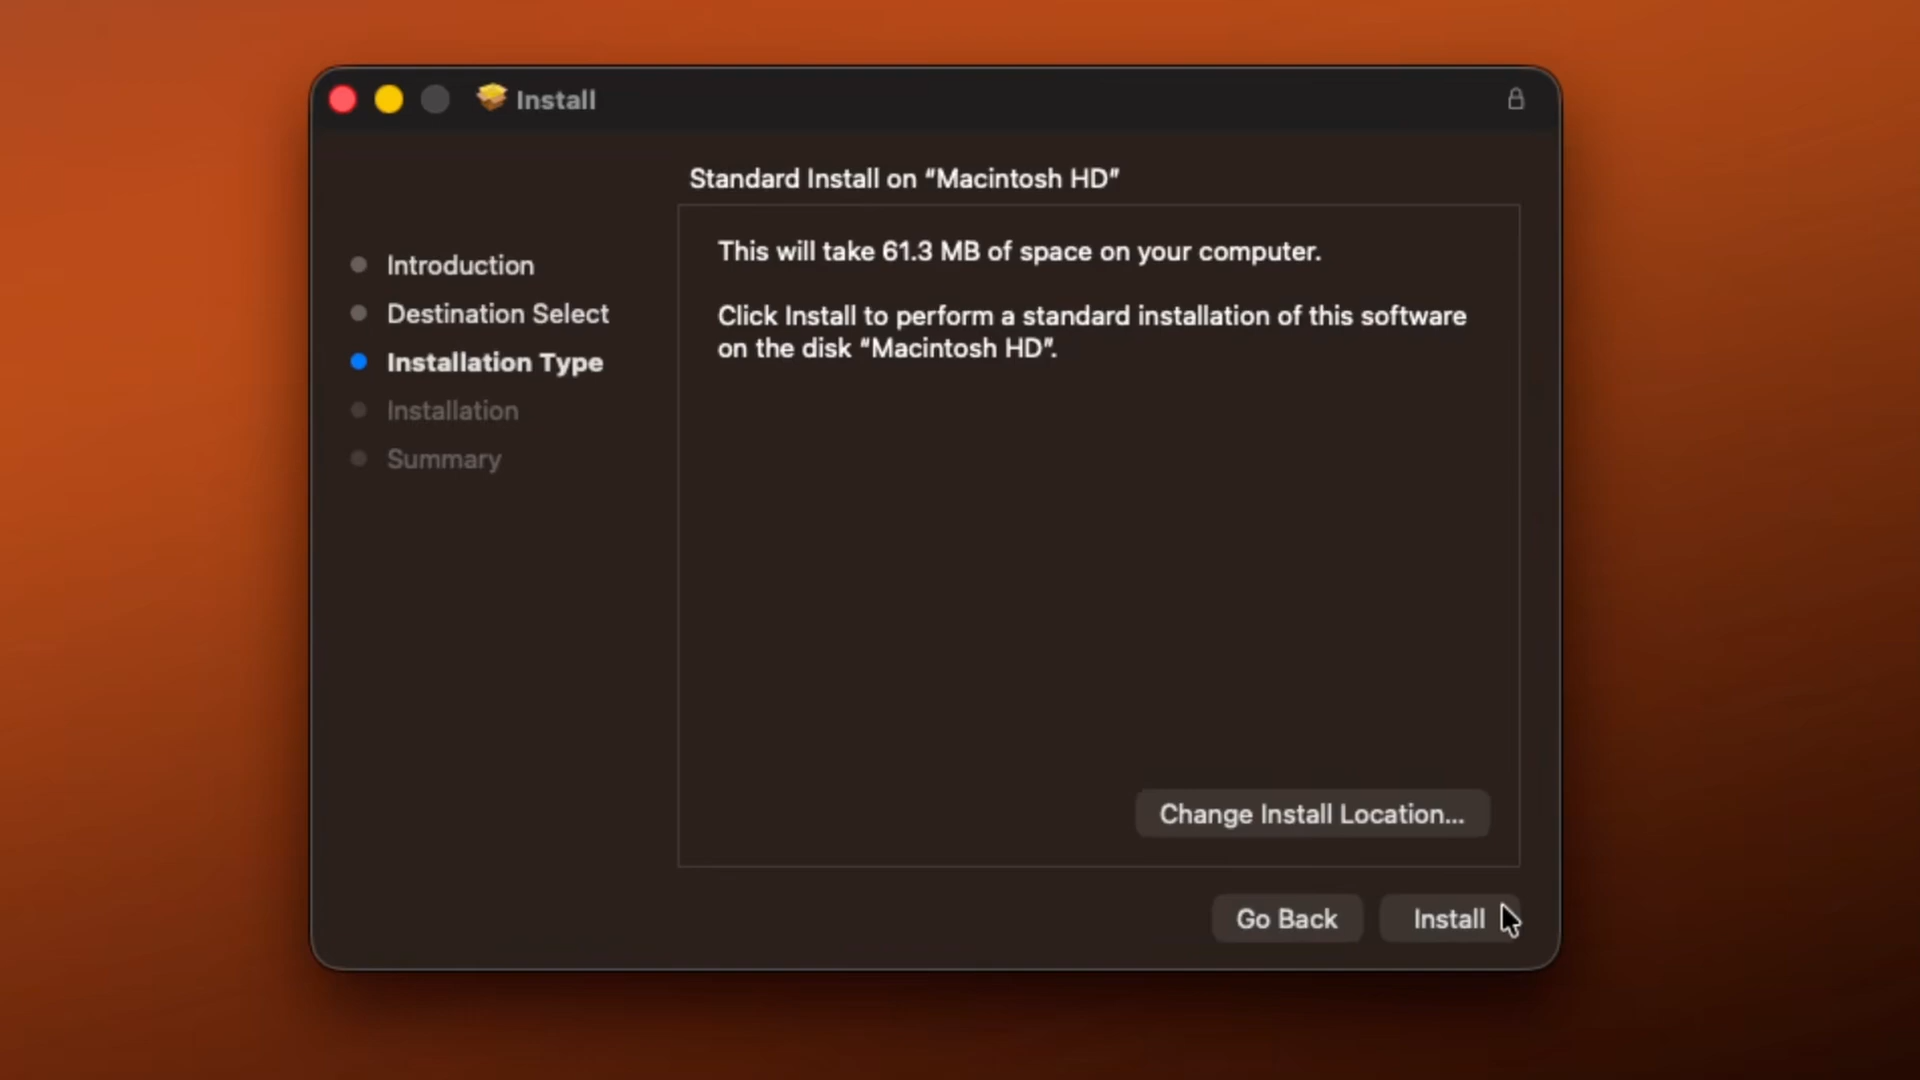 Install
Standard Install on “Macintosh HD”
Introduction
Destination Select
Installation Type
Installation
Summary
This will take 61.3 MB of space on your computer.
Click Install to perform a standard installation of this software
on the disk “Macintosh HD”.
Change Install Location...
Go Back
Install